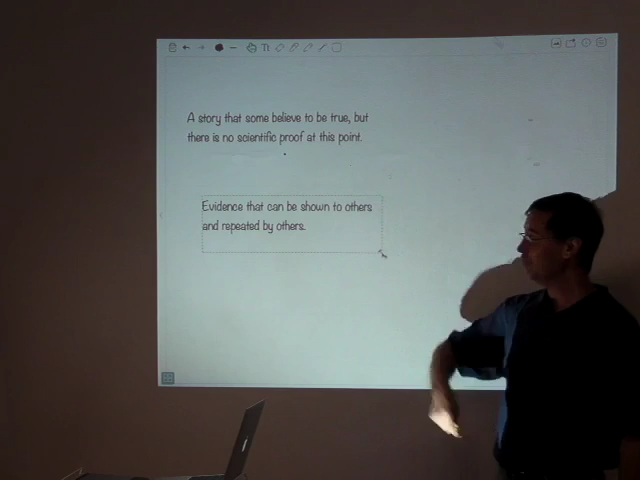 A story that some believe to be true, but
there is no scientific proof at this point.
Evidence that can be shown to others
and repeated by others.